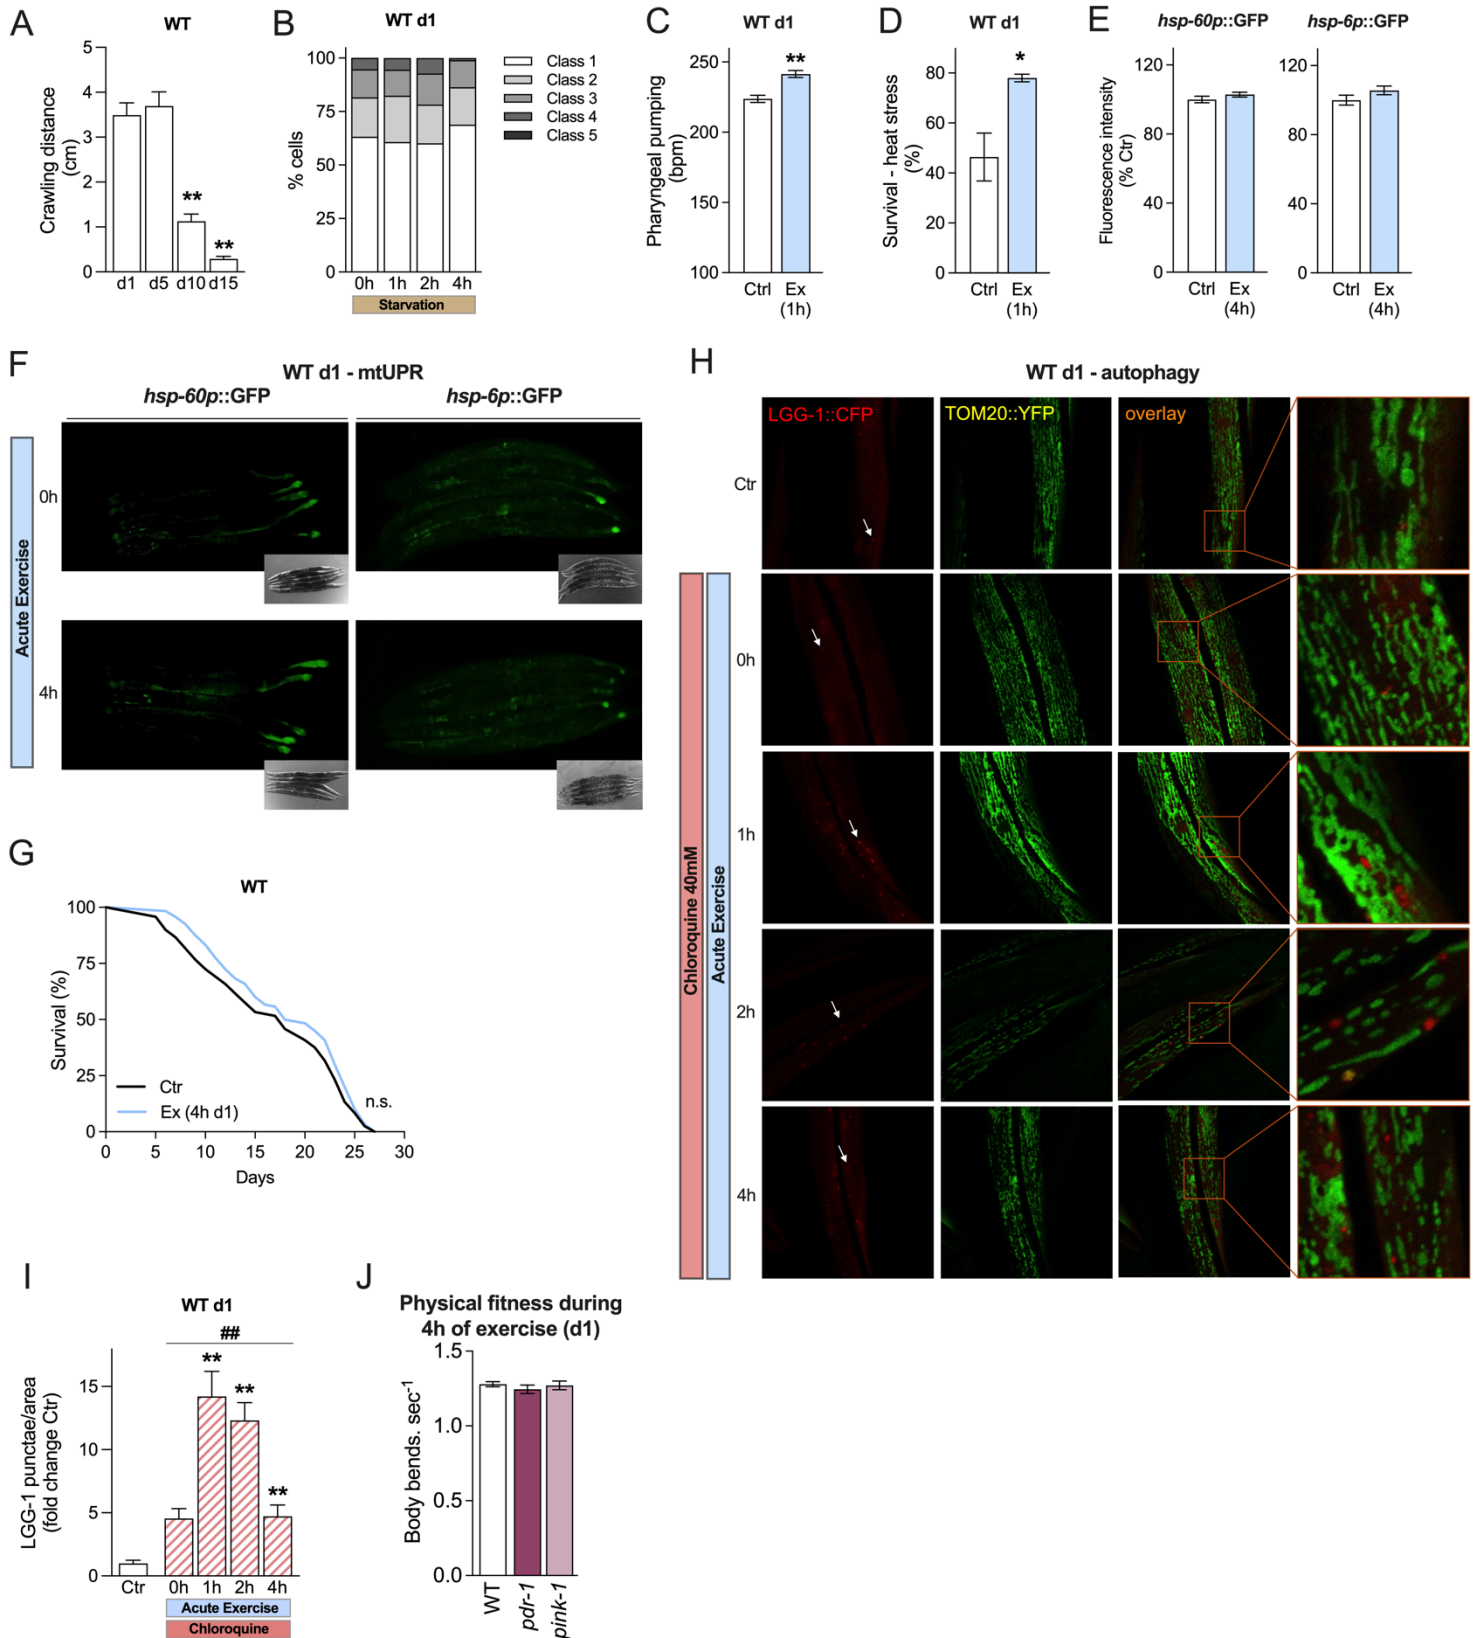 A
WT
Crawling distance
(cm)
5
4
3
2
1
0
**
**
d1 d5 d10 d15
B
WT d1
% cells
100
75
50
25
0
0h 1h 2h 4h
Starvation
Class 1
Class 2
Class 3
Class 4
Class 5
C
WT d1
Pharyngeal pumping
(bpm)
250
200
150
100
**
Ctrl Ex
(1h)
D
WT d1
Survival - heat stress
(%)
80
60
40
20
0
*
Ctrl Ex
(1h)
E
hsp-60p::GFP
hsp-6p::GFP
Fluorescence intensity
(% Ctr)
120
80
40
0
Ctrl Ex
(4h)
120
80
40
0
Ctrl Ex
(4h)
F
WT d1 - mtUPR
hsp-60p::GFP
hsp-6p::GFP
Acute Exercise
0h
4h
G
WT
Survival (%)
100
75
50
25
0
Ctr
Ex (4h d1)
n.s.
0 5 10 15 20 25 30
Days
H
WT d1 - autophagy
LGG-1::CFP
TOM20::YFP
overlay
Ctr
0h
1h
2h
4h
Chloroquine 40mM
Acute Exercise
I
WT d1
##
LGG-1 punctae/area
(fold change Ctr)
15
10
5
0
**
**
**
Ctr 0h 1h 2h 4h
Acute Exercise
Chloroquine
J
Physical fitness during
4h of exercise (d1)
Body bends. sec-1
1.5
1.0
0.5
0.0
WT
pdr-1
pink-1